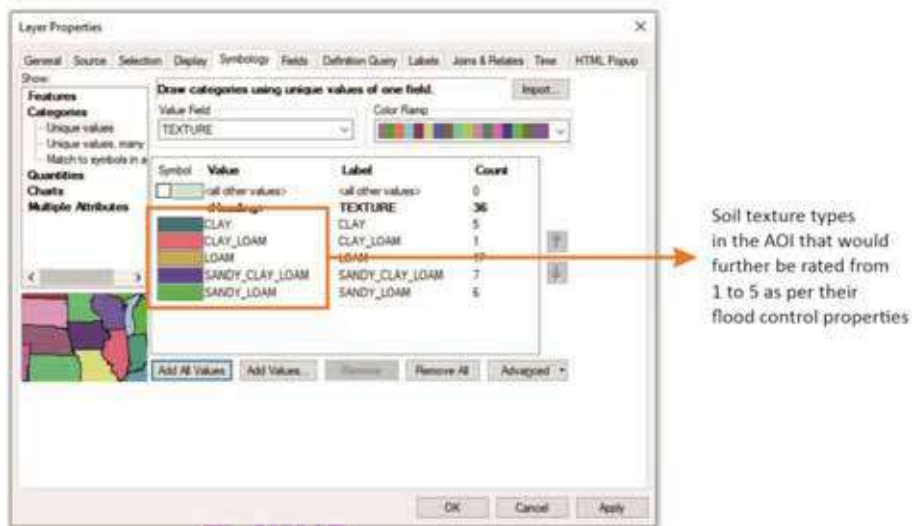 Layer Properties
General Source Selection Display Symbology Fields Definition Query Labels Joins & Relates Time HTML Popup
Show:
Features
Categories
Unique values
Unique values, many
Match to symbols in a
Quantities
Charts
Multiple Attributes
Draw categories using unique values of one field.
Import...
Value Field
Color Ramp
TEXTURE
Symbol Value Label Count
<all other values> <all other values> 0
<Heading> TEXTURE 36
CLAY CLAY 5
CLAY_LOAM CLAY_LOAM 1
LOAM LOAM 17
SANDY_CLAY_LOAM SANDY_CLAY_LOAM 7
SANDY_LOAM SANDY_LOAM 6
Add All Values Add Values... Remove Remove All Advanced
OK Cancel Apply
Soil texture types
in the AOI that would
further be rated from
1 to 5 as per their
flood control properties